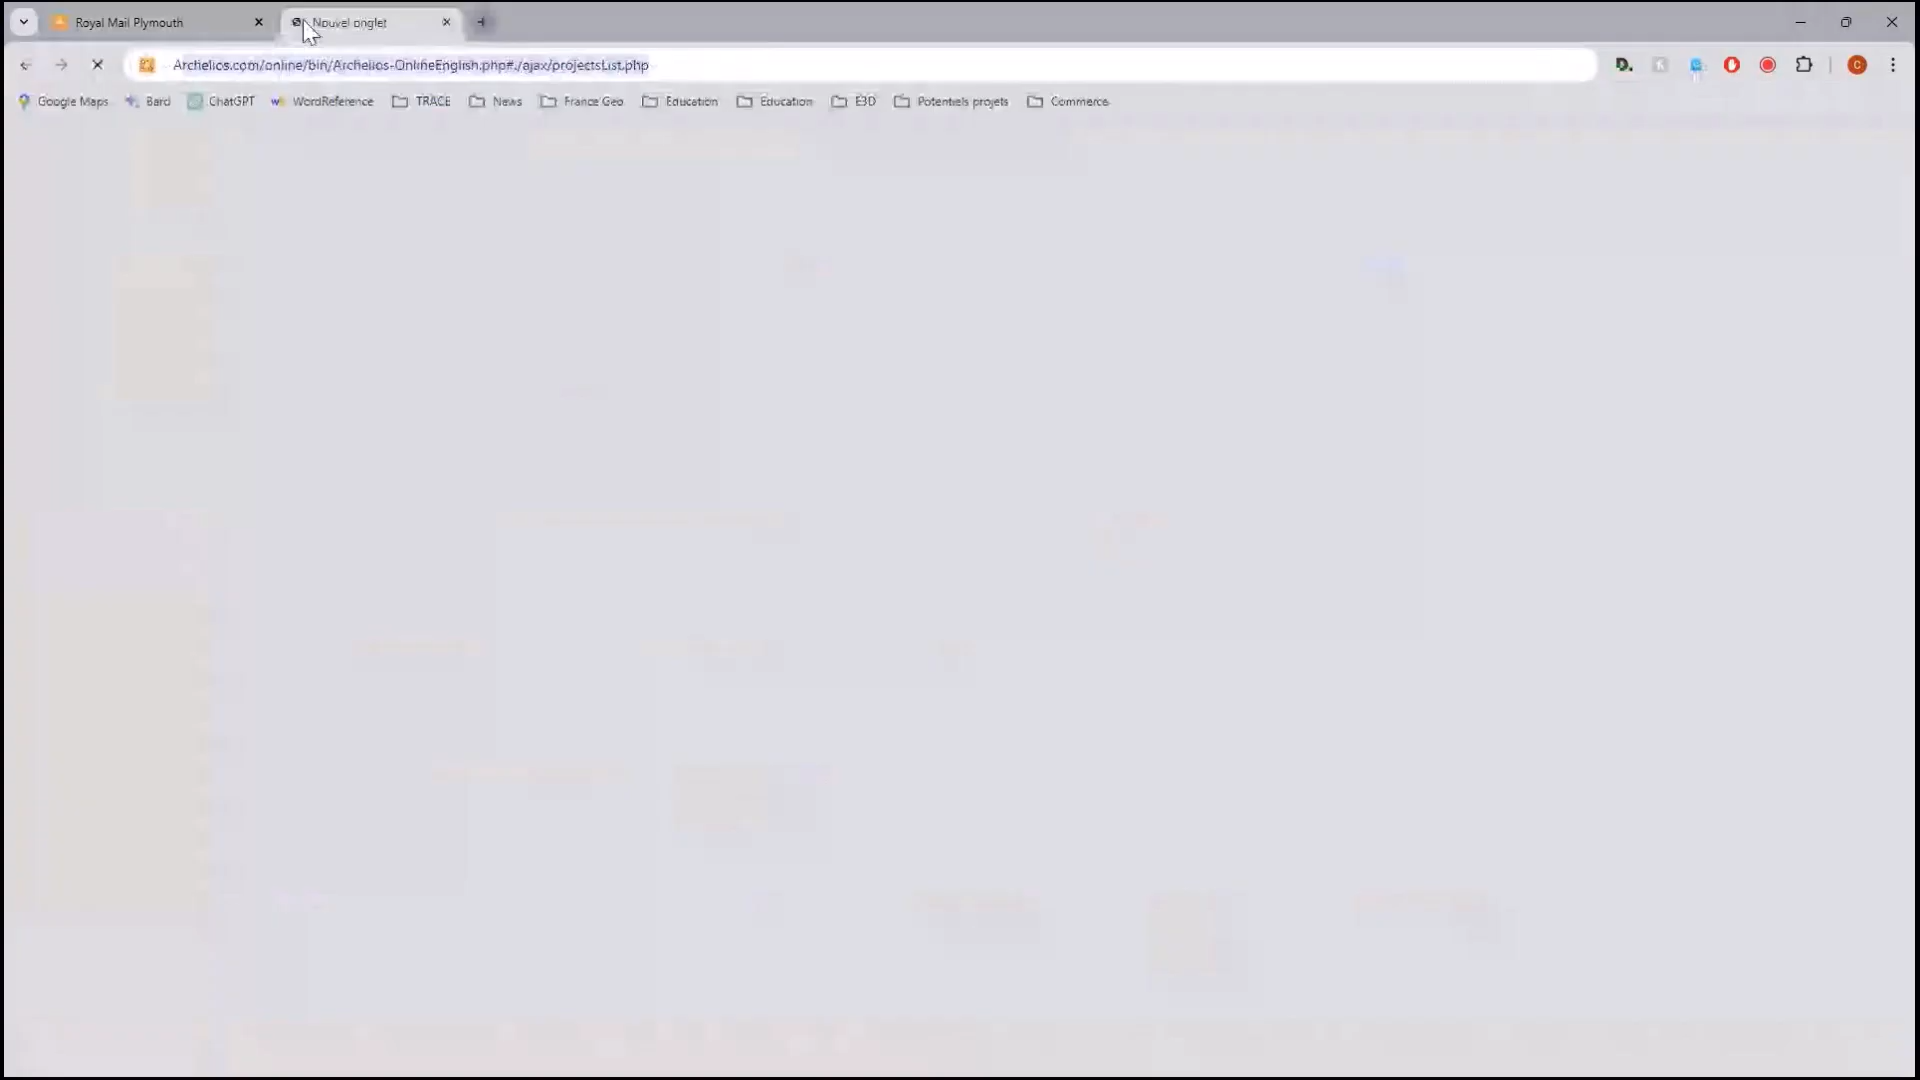 Royal Mail Plymouth
Nouvel onglet
Archelios.com/online/bin/Archelios-OnlineEnglish.php#./ajax/projectsList.php
Google Maps Bard ChatGPT WordReference TRACE News France Geo Education Education E3D Potentiels projets Commerce
D. C